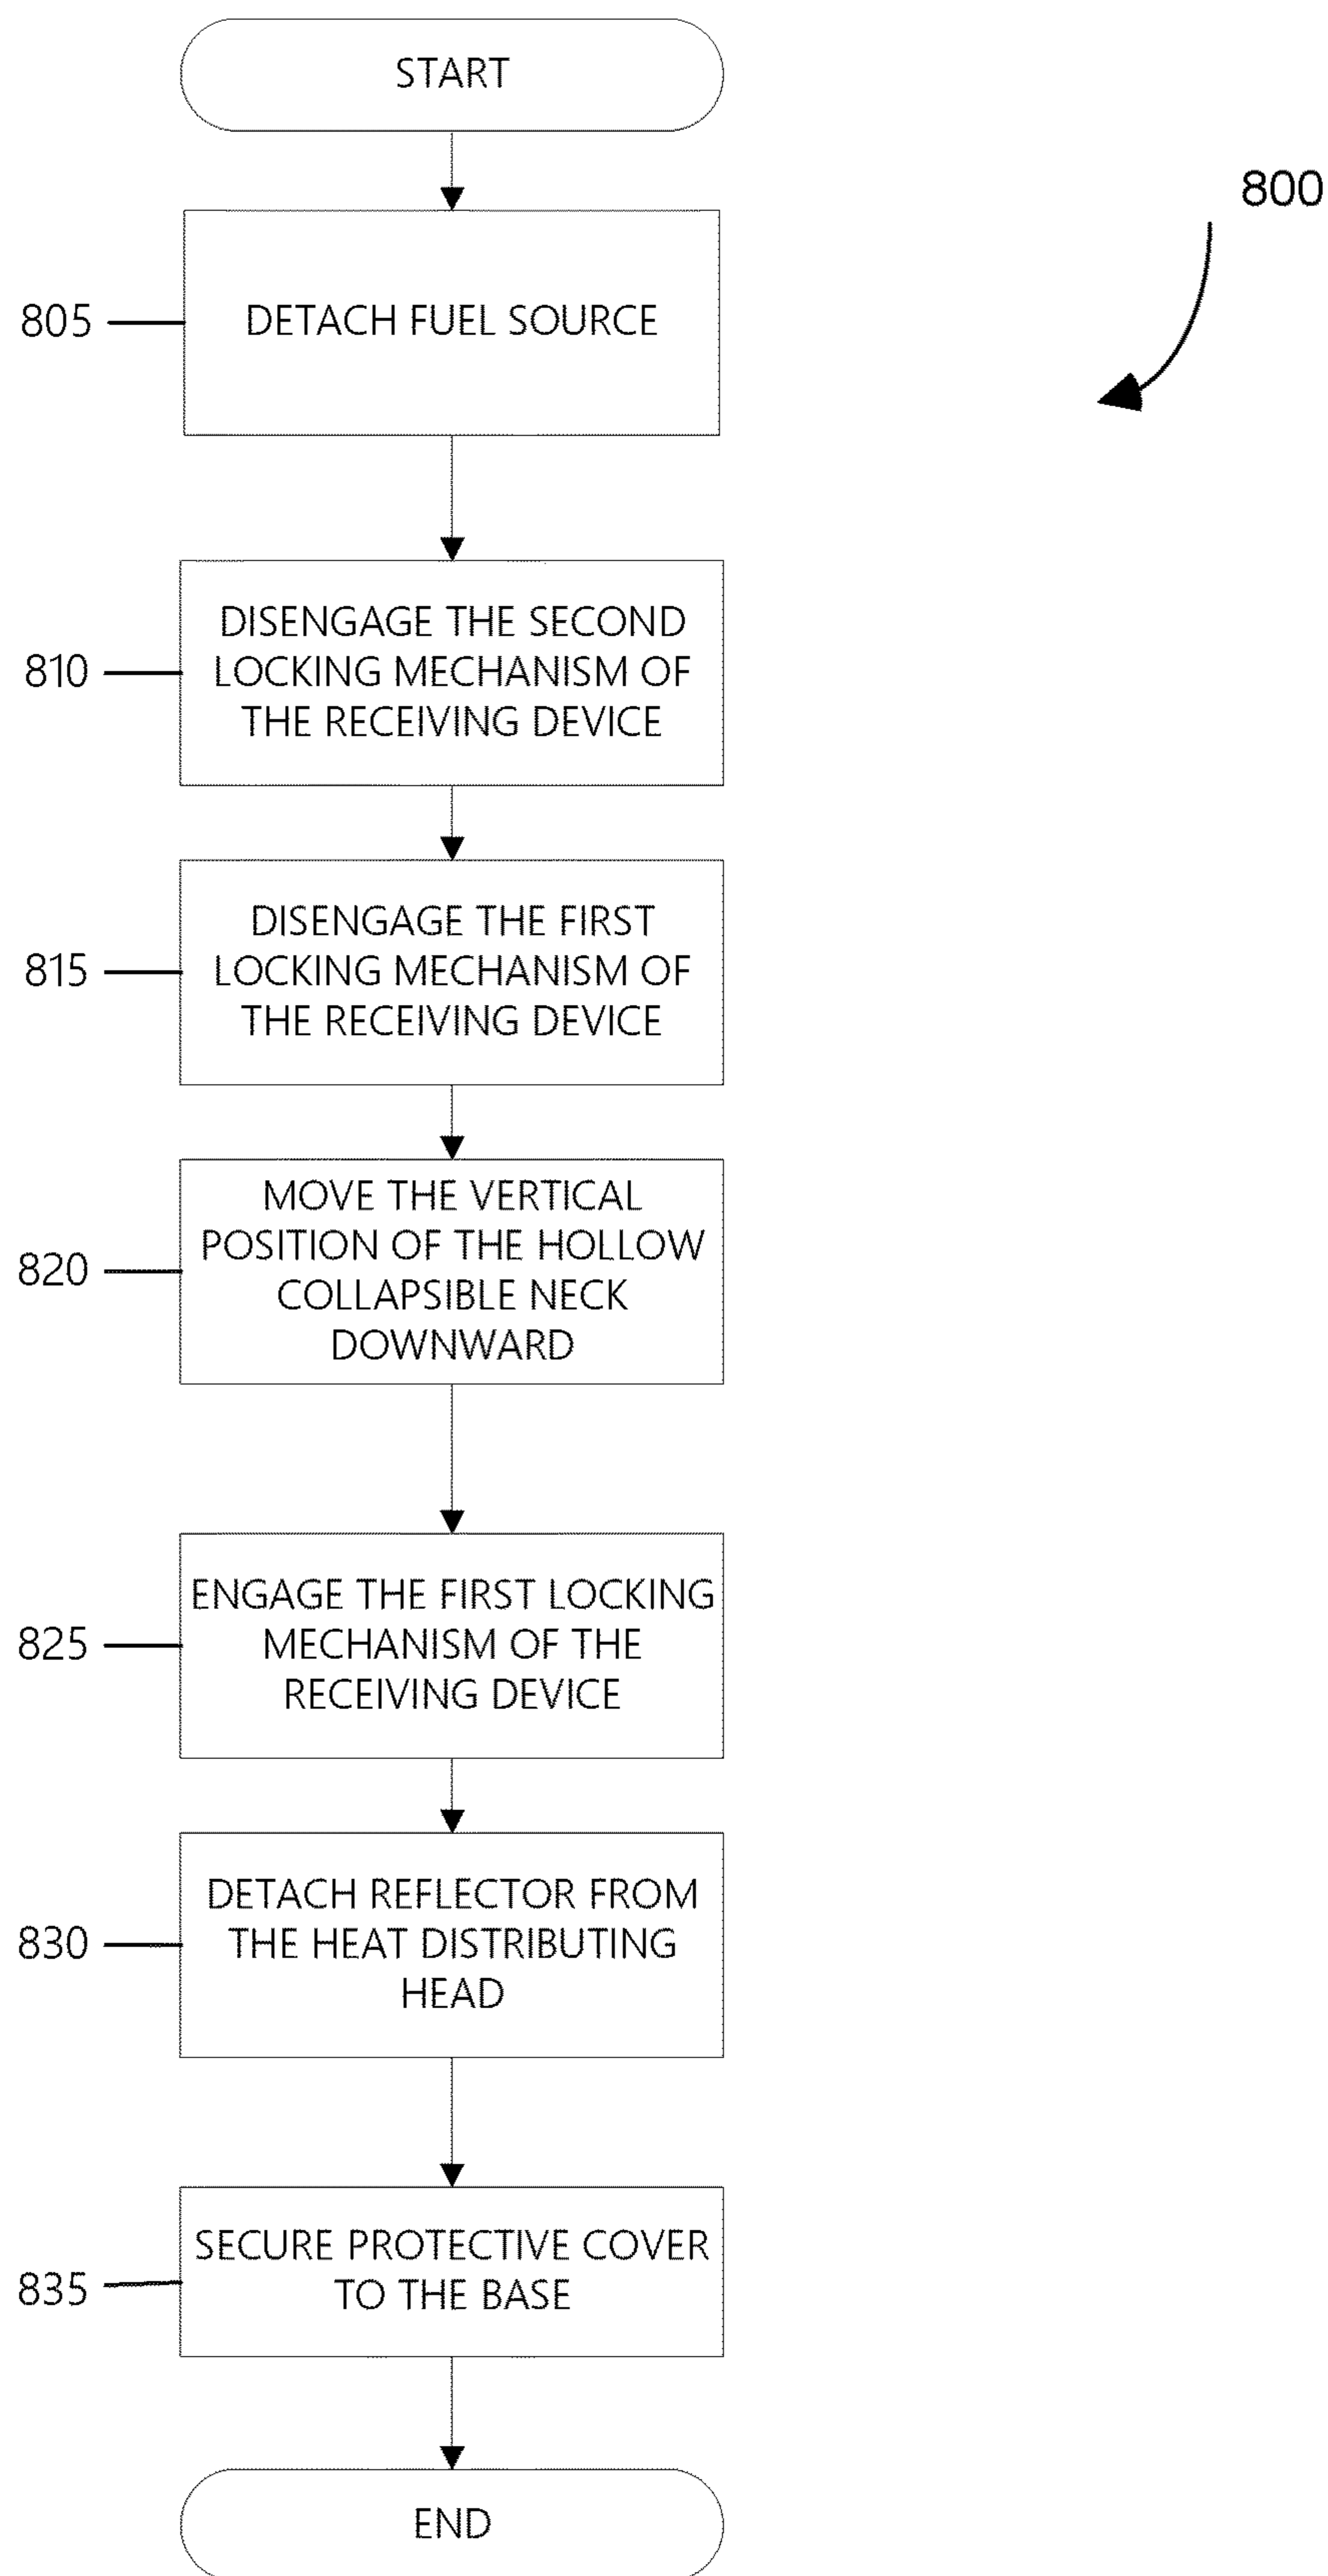 START
800
805
DETACH FUEL SOURCE
810
DISENGAGE THE SECOND
LOCKING MECHANISM OF
THE RECEIVING DEVICE
815
DISENGAGE THE FIRST
LOCKING MECHANISM OF
THE RECEIVING DEVICE
820
MOVE THE VERTICAL
POSITION OF THE HOLLOW
COLLAPSIBLE NECK
DOWNWARD
825
ENGAGE THE FIRST LOCKING
MECHANISM OF THE
RECEIVING DEVICE
830
DETACH REFLECTOR FROM
THE HEAT DISTRIBUTING
HEAD
835
SECURE PROTECTIVE COVER
TO THE BASE
END